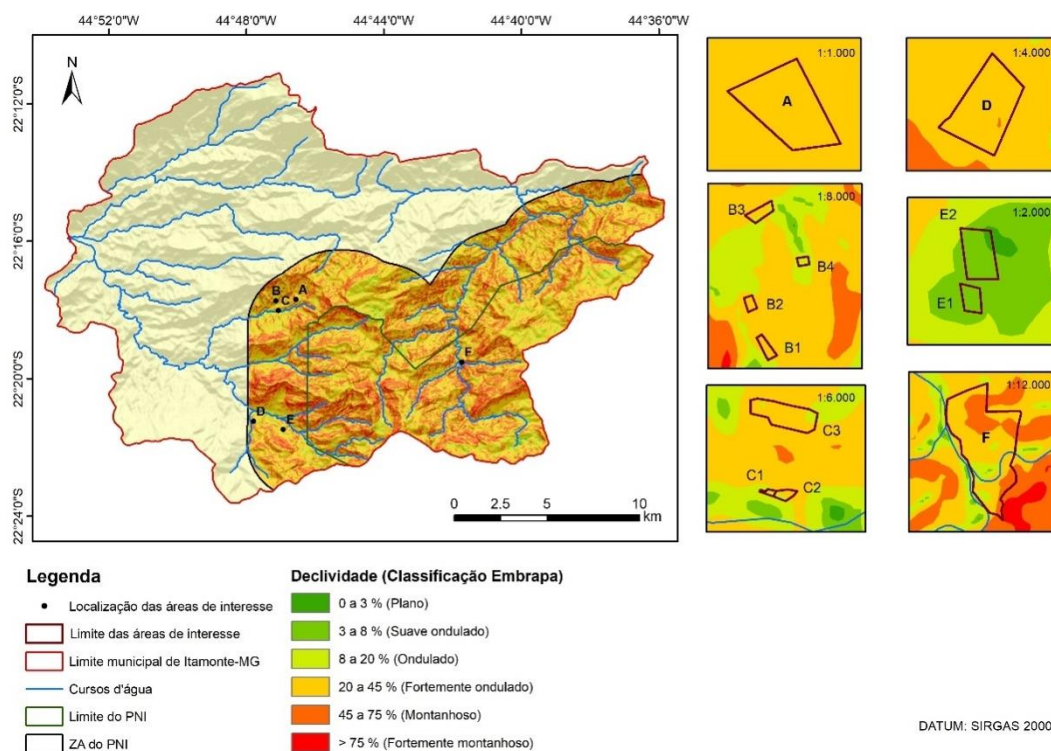 44°52'0"W 44°48'0"W 44°44'0"W 44°40'0"W 44°36'0"W
N
22°12'0"S
22°16'0"S
22°20'0"S
22°24'0"S
B A
C
F
D
E
0 2.5 5 10
km
1:1.000
A
1:4.000
D
1:8.000
B3
B4
B2
B1
1:2.000
E2
E1
1:6.000
C3
C1 C2
1:12.000
F
Legenda
Localização das áreas de interesse
Limite das áreas de interesse
Limite municipal de Itamonte-MG
Cursos d'água
Limite do PNI
ZA do PNI
Declividade (Classificação Embrapa)
0 a 3 % (Plano)
3 a 8 % (Suave ondulado)
8 a 20 % (Ondulado)
20 a 45 % (Fortemente ondulado)
45 a 75 % (Montanhoso)
> 75 % (Fortemente montanhoso)
DATUM: SIRGAS 2000